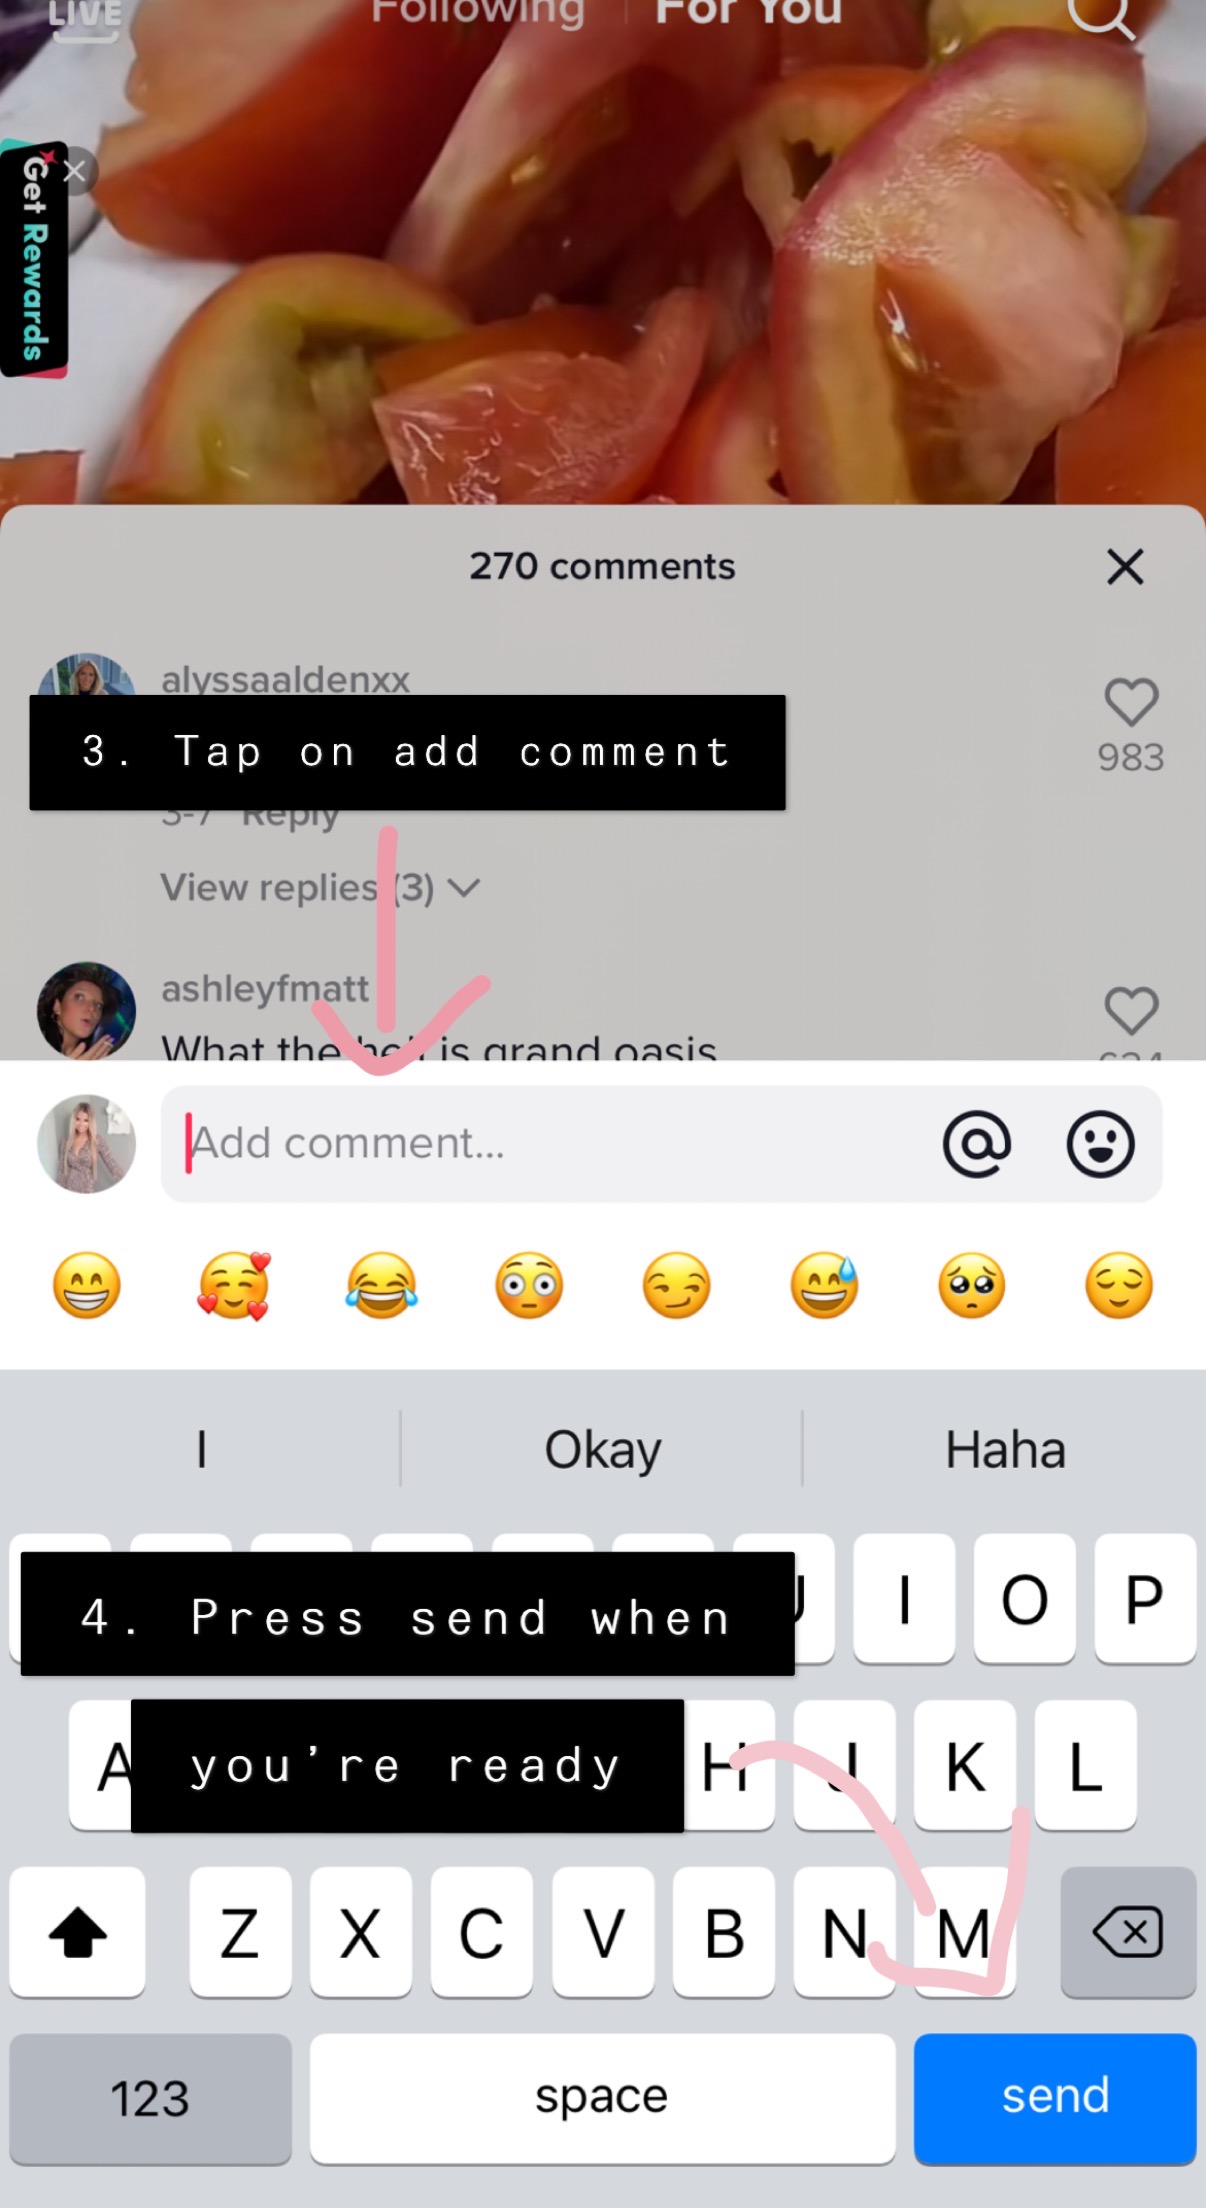 LIVE
Following
For You
Get Rewards
270 comments
alyssaaldenxx
983
3. Tap on add comment
3-7 Reply
View replies (3)
ashleyfmatt
What the hell is grand oasis
634
Add comment...
I
Okay
Haha
4. Press send when
U I O P
you're ready
A H J K L
Z X C V B N M
123
space
send